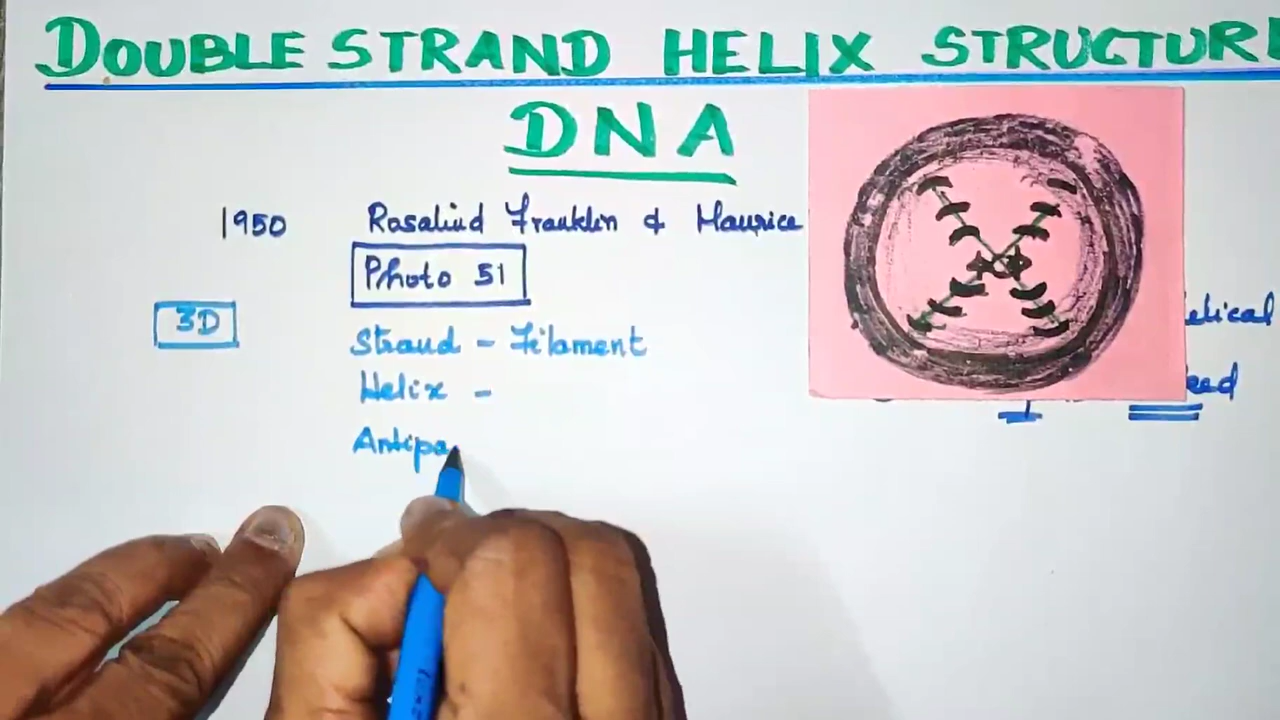 DOUBLE STRAND HELIX STRUCTURE
DNA
1950 Rosalind Franklin & Maurice
Photo 51
3D
Strand - Filament
Helix -
Antipa